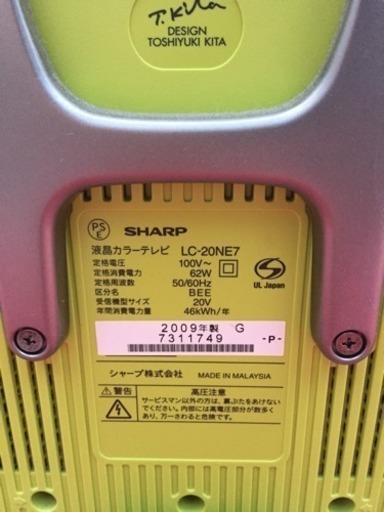 T.Kita
DESIGN
TOSHIYUKI KITA
PS
E
SHARP
液晶カラーテレビ LC-20NE7
定格電圧 100V~
定格消費電力 62W
定格周波数 50/60Hz
区分名 BEE
受信機型サイズ 20V
年間消費電力量 46kWh/年
UL Japan
2009年製 G
7311749 -P-
シャープ株式会社 MADE IN MALAYSIA
⚠警告 高圧注意
サービスマン以外の方は、裏ぶたをあけないで
ください。内部には高電圧部分が数多く
あり、万一さわると危険です。